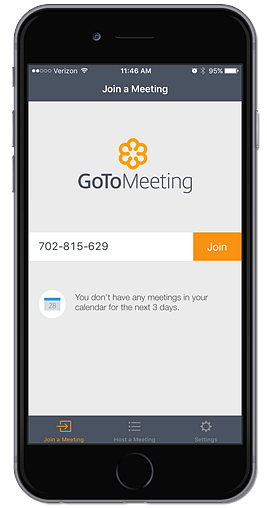 Verizon 11:46 AM 95%
Join a Meeting
GoToMeeting
702-815-629 Join
28
You don't have any meetings in your
calendar for the next 3 days.
Join a Meeting Host a Meeting Settings